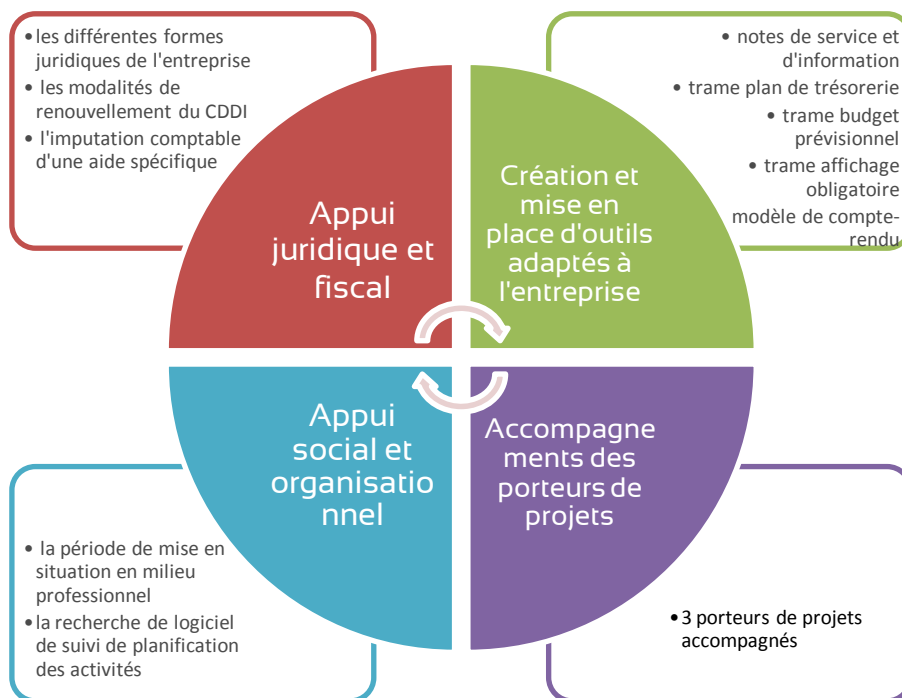 •les différentes formes
juridiques de l'entreprise
•les modalités de
renouvellement du CDDI
•l'imputation comptable
d'une aide spécifique
• notes de service et
d'information
• trame plan de trésorerie
• trame budget
prévisionnel
• trame affichage
obligatoire
modèle de compte-
rendu
Appui
juridique et
fiscal
Création et
mise en
place d'outils
adaptés à
l'entreprise
Appui
social et
organisatio
nnel
Accompagne
ments des
porteurs de
projets
• la période de mise en
situation en milieu
professionnel
•la recherche de logiciel
de suivi de planification
des activités
•3 porteurs de projets
accompagnés